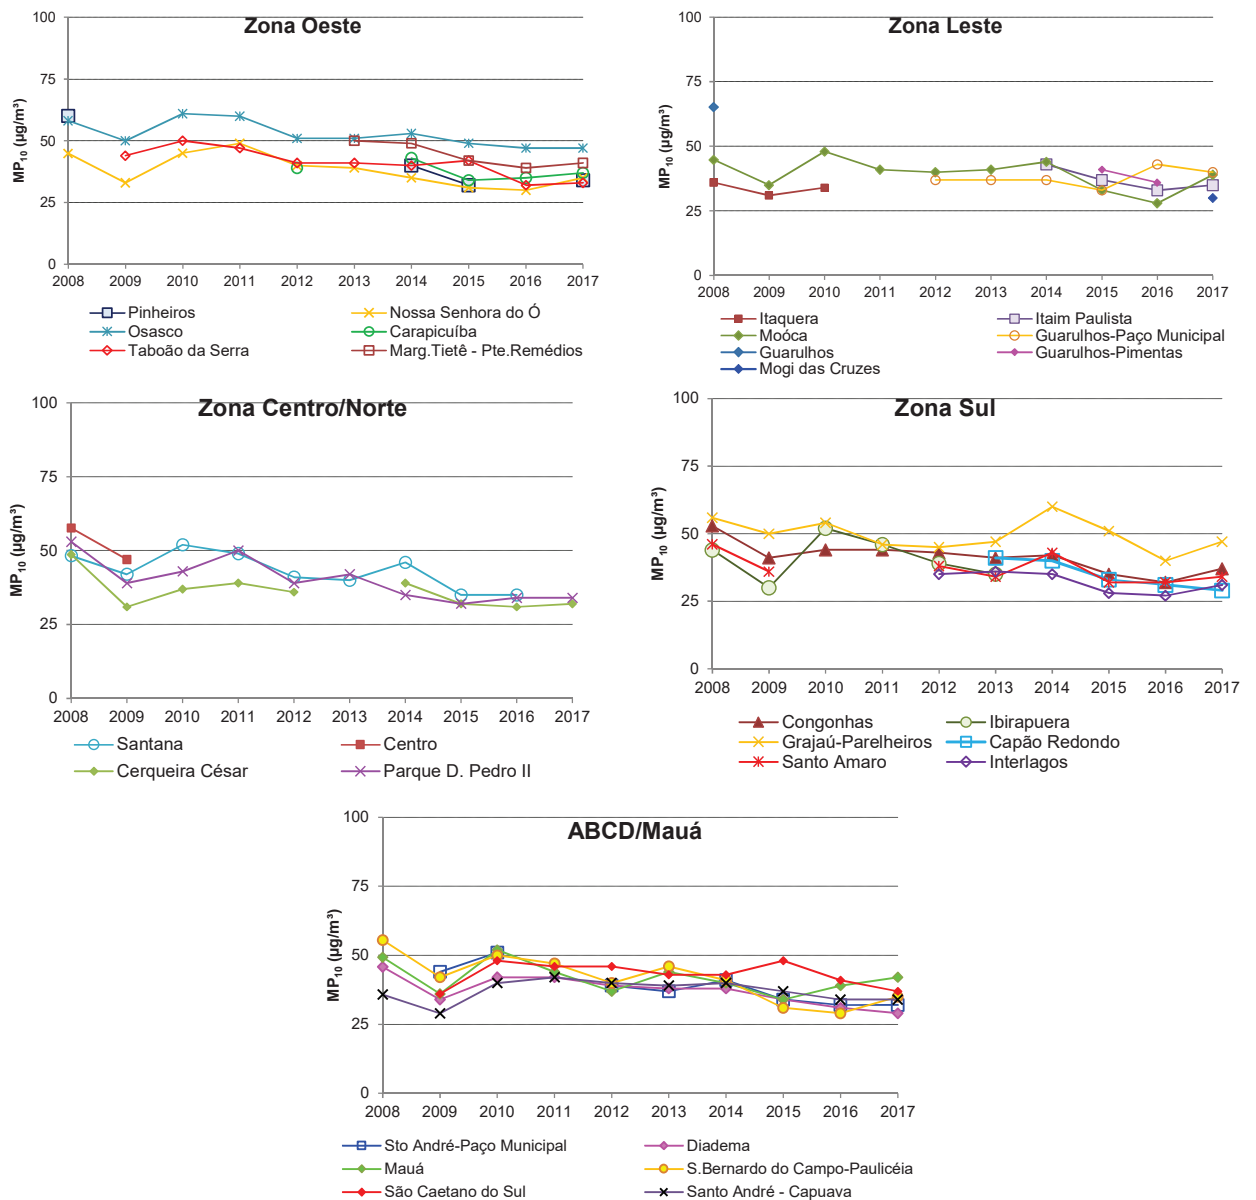 Zona Oeste
100
75
50
25
0
MP₁₀ (µg/m³)
2008 2009 2010 2011 2012 2013 2014 2015 2016 2017
Pinheiros Nossa Senhora do Ó
Osasco Carapicuíba
Taboão da Serra Marg.Tietê - Pte.Remédios
Zona Leste
100
75
50
25
0
MP₁₀ (µg/m³)
2008 2009 2010 2011 2012 2013 2014 2015 2016 2017
Itaquera Itaim Paulista
Moóca Guarulhos-Paço Municipal
Guarulhos Guarulhos-Pimentas
Mogi das Cruzes
Zona Centro/Norte
100
75
50
25
0
MP₁₀ (µg/m³)
2008 2009 2010 2011 2012 2013 2014 2015 2016 2017
Santana Centro
Cerqueira César Parque D. Pedro II
Zona Sul
100
75
50
25
0
MP₁₀ (µg/m³)
2008 2009 2010 2011 2012 2013 2014 2015 2016 2017
Congonhas Ibirapuera
Grajaú-Parelheiros Capão Redondo
Santo Amaro Interlagos
ABCD/Mauá
100
75
50
25
0
MP₁₀ (µg/m³)
2008 2009 2010 2011 2012 2013 2014 2015 2016 2017
Sto André-Paço Municipal Diadema
Mauá S.Bernardo do Campo-Paulicéia
São Caetano do Sul Santo André - Capuava